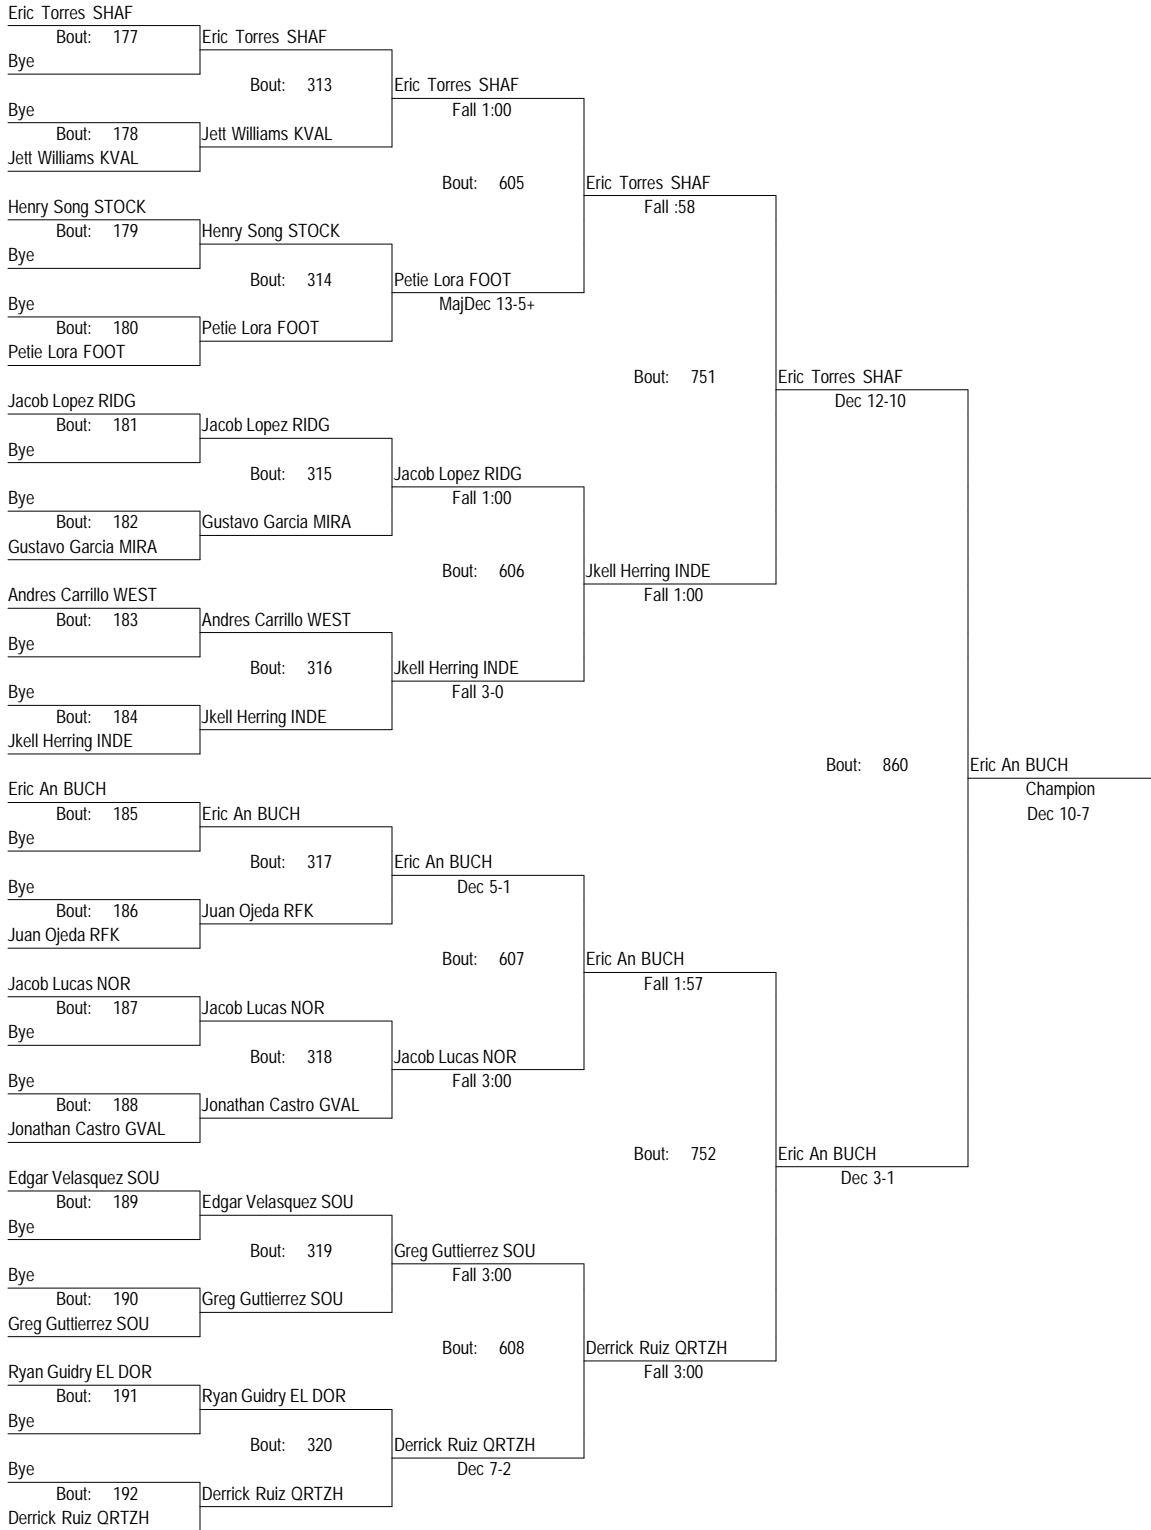 Eric Torres SHAF
Bout: 177 Eric Torres SHAF
Bye
Bout: 313 Eric Torres SHAF
Bye Fall 1:00
Bout: 178 Jett Williams KVAL
Jett Williams KVAL
Bout: 605 Eric Torres SHAF
Henry Song STOCK Fall :58
Bout: 179 Henry Song STOCK
Bye
Bout: 314 Petie Lora FOOT
Bye MajDec 13-5+
Bout: 180 Petie Lora FOOT
Petie Lora FOOT
Bout: 751 Eric Torres SHAF
Jacob Lopez RIDG Dec 12-10
Bout: 181 Jacob Lopez RIDG
Bye
Bout: 315 Jacob Lopez RIDG
Bye Fall 1:00
Bout: 182 Gustavo Garcia MIRA
Gustavo Garcia MIRA
Bout: 606 Jkell Herring INDE
Andres Carrillo WEST Fall 1:00
Bout: 183 Andres Carrillo WEST
Bye
Bout: 316 Jkell Herring INDE
Bye Fall 3-0
Bout: 184 Jkell Herring INDE
Jkell Herring INDE
Bout: 860 Eric An BUCH
Eric An BUCH Champion
Bout: 185 Eric An BUCH Dec 10-7
Bye
Bout: 317 Eric An BUCH
Bye Dec 5-1
Bout: 186 Juan Ojeda RFK
Juan Ojeda RFK
Bout: 607 Eric An BUCH
Jacob Lucas NOR Fall 1:57
Bout: 187 Jacob Lucas NOR
Bye
Bout: 318 Jacob Lucas NOR
Bye Fall 3:00
Bout: 188 Jonathan Castro GVAL
Jonathan Castro GVAL
Bout: 752 Eric An BUCH
Edgar Velasquez SOU Dec 3-1
Bout: 189 Edgar Velasquez SOU
Bye
Bout: 319 Greg Guttierrez SOU
Bye Fall 3:00
Bout: 190 Greg Guttierrez SOU
Greg Guttierrez SOU
Bout: 608 Derrick Ruiz QRTZH
Ryan Guidry EL DOR Fall 3:00
Bout: 191 Ryan Guidry EL DOR
Bye
Bout: 320 Derrick Ruiz QRTZH
Bye Dec 7-2
Bout: 192 Derrick Ruiz QRTZH
Derrick Ruiz QRTZH